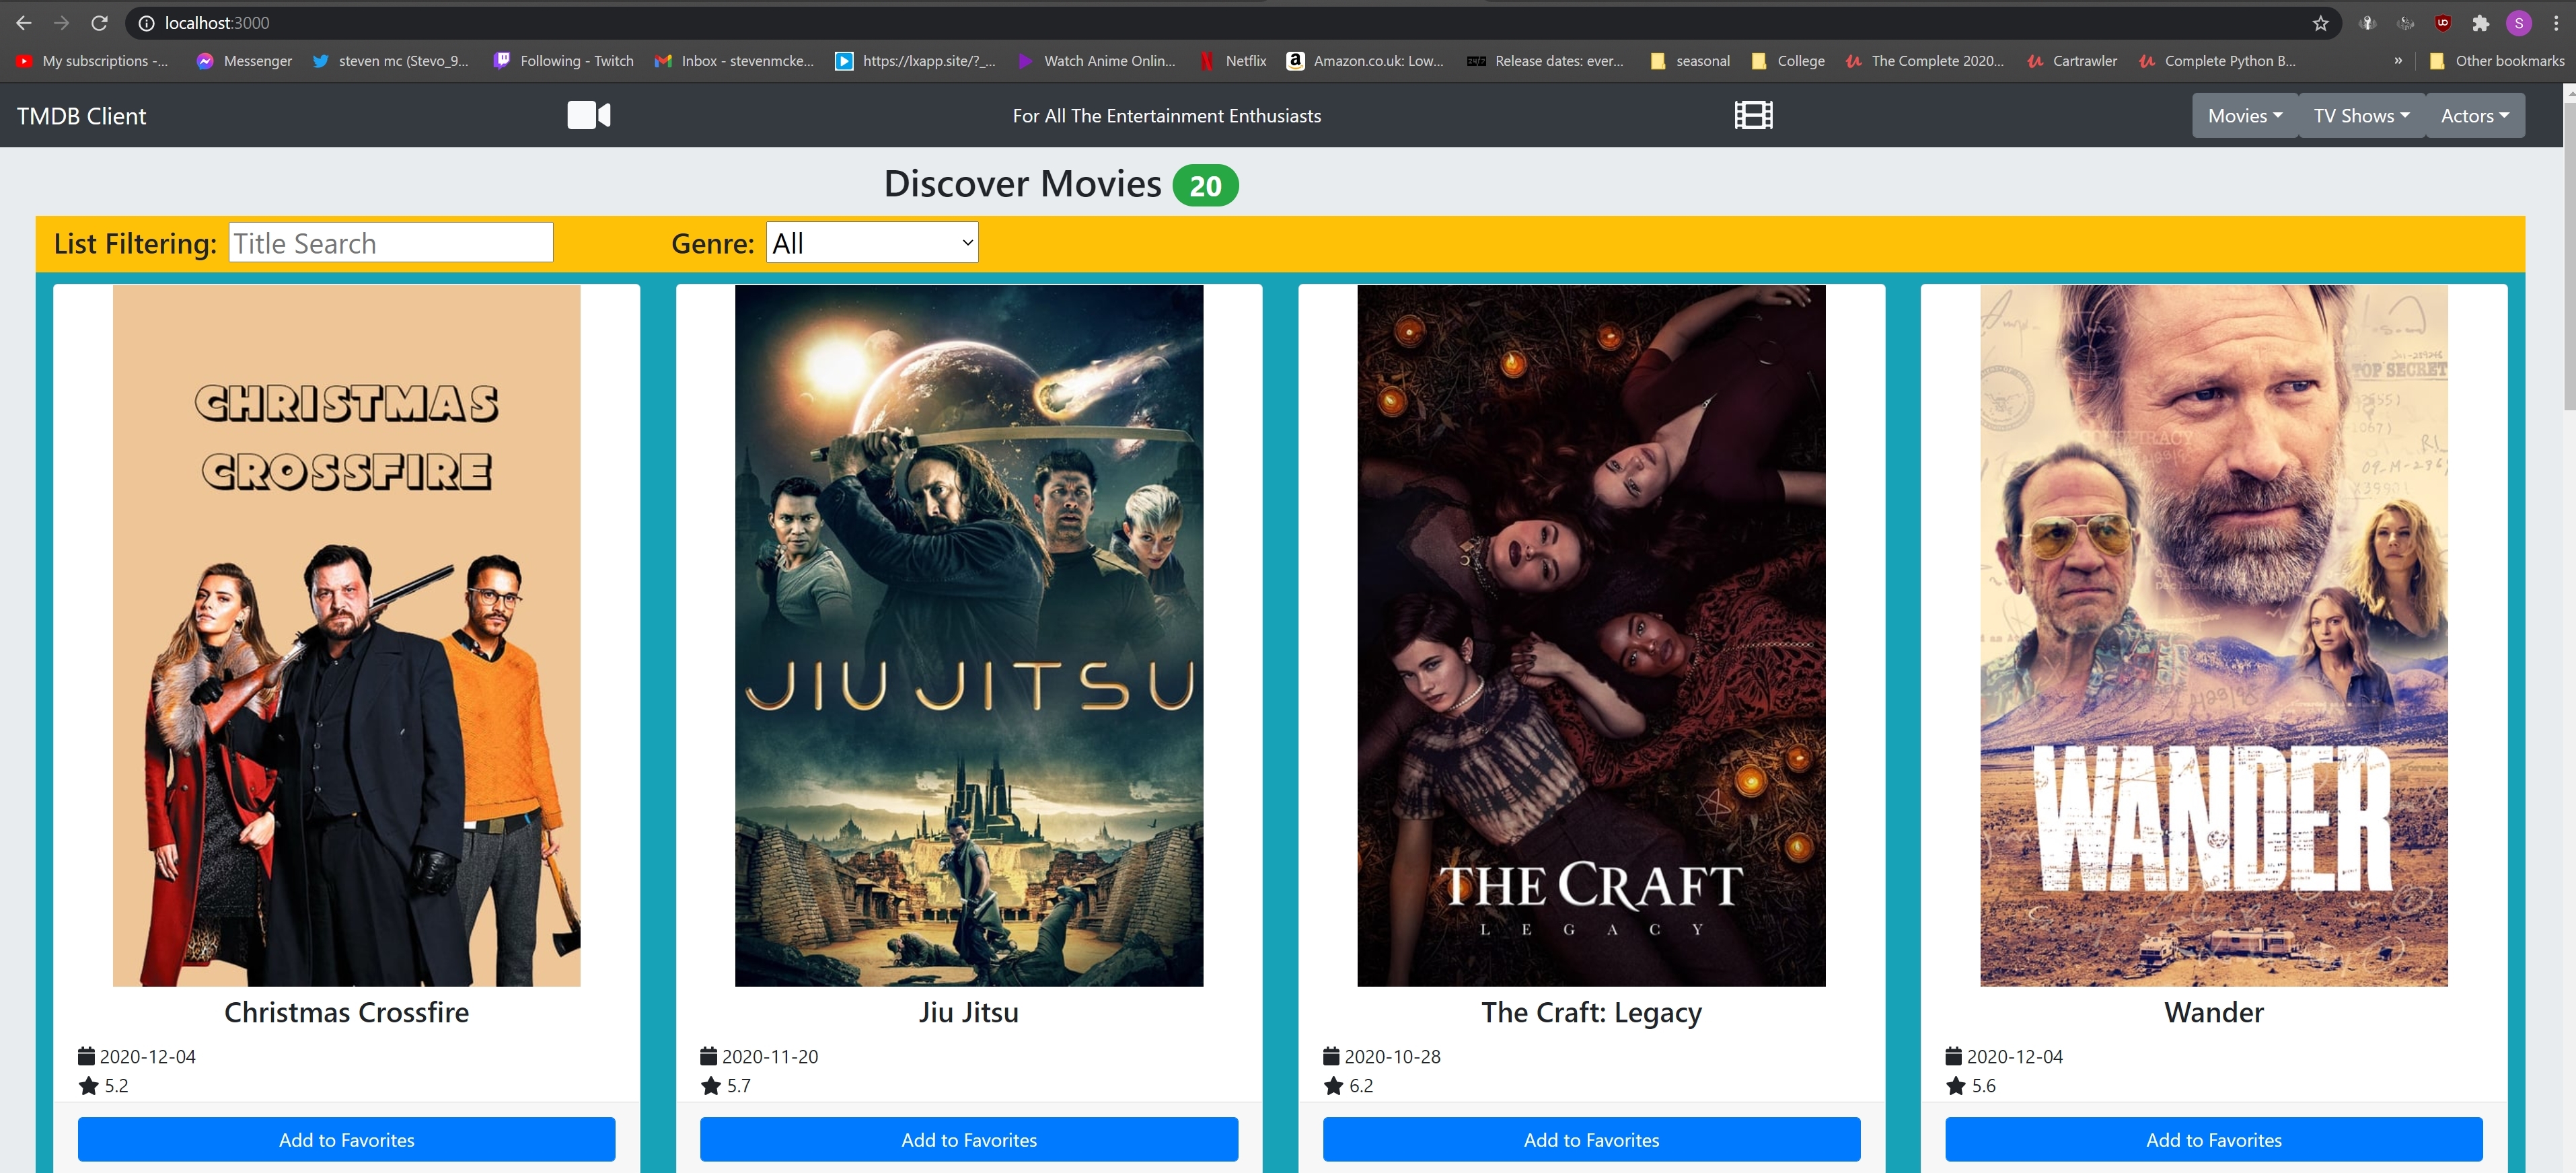 localhost:3000
My subscriptions -... Messenger steven mc (Stevo_9... Following - Twitch Inbox - stevenmcke... https://lxapp.site/?_... Watch Anime Onlin... Netflix Amazon.co.uk: Low... Release dates: ever... seasonal College The Complete 2020... Cartrawler Complete Python B... » Other bookmarks
TMDB Client For All The Entertainment Enthusiasts Movies TV Shows Actors
Discover Movies 20
List Filtering: Title Search Genre: All
CHRISTMAS
CROSSFIRE
JIU JITSU
THE CRAFT
LEGACY
TOP SECRET
CONSPIRACY
WANDER
Christmas Crossfire Jiu Jitsu The Craft: Legacy Wander
2020-12-04 2020-11-20 2020-10-28 2020-12-04
5.2 5.7 6.2 5.6
Add to Favorites Add to Favorites Add to Favorites Add to Favorites